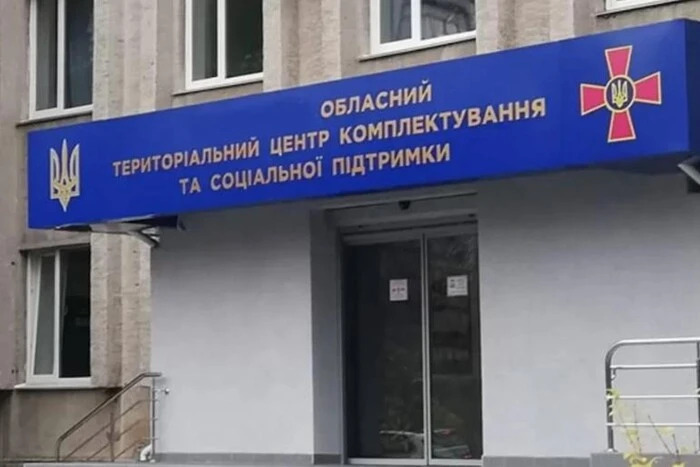 ОБЛАСНИЙ
ТЕРИТОРІАЛЬНИЙ ЦЕНТР КОМПЛЕКТУВАННЯ
ТА СОЦІАЛЬНОЇ ПІДТРИМКИ